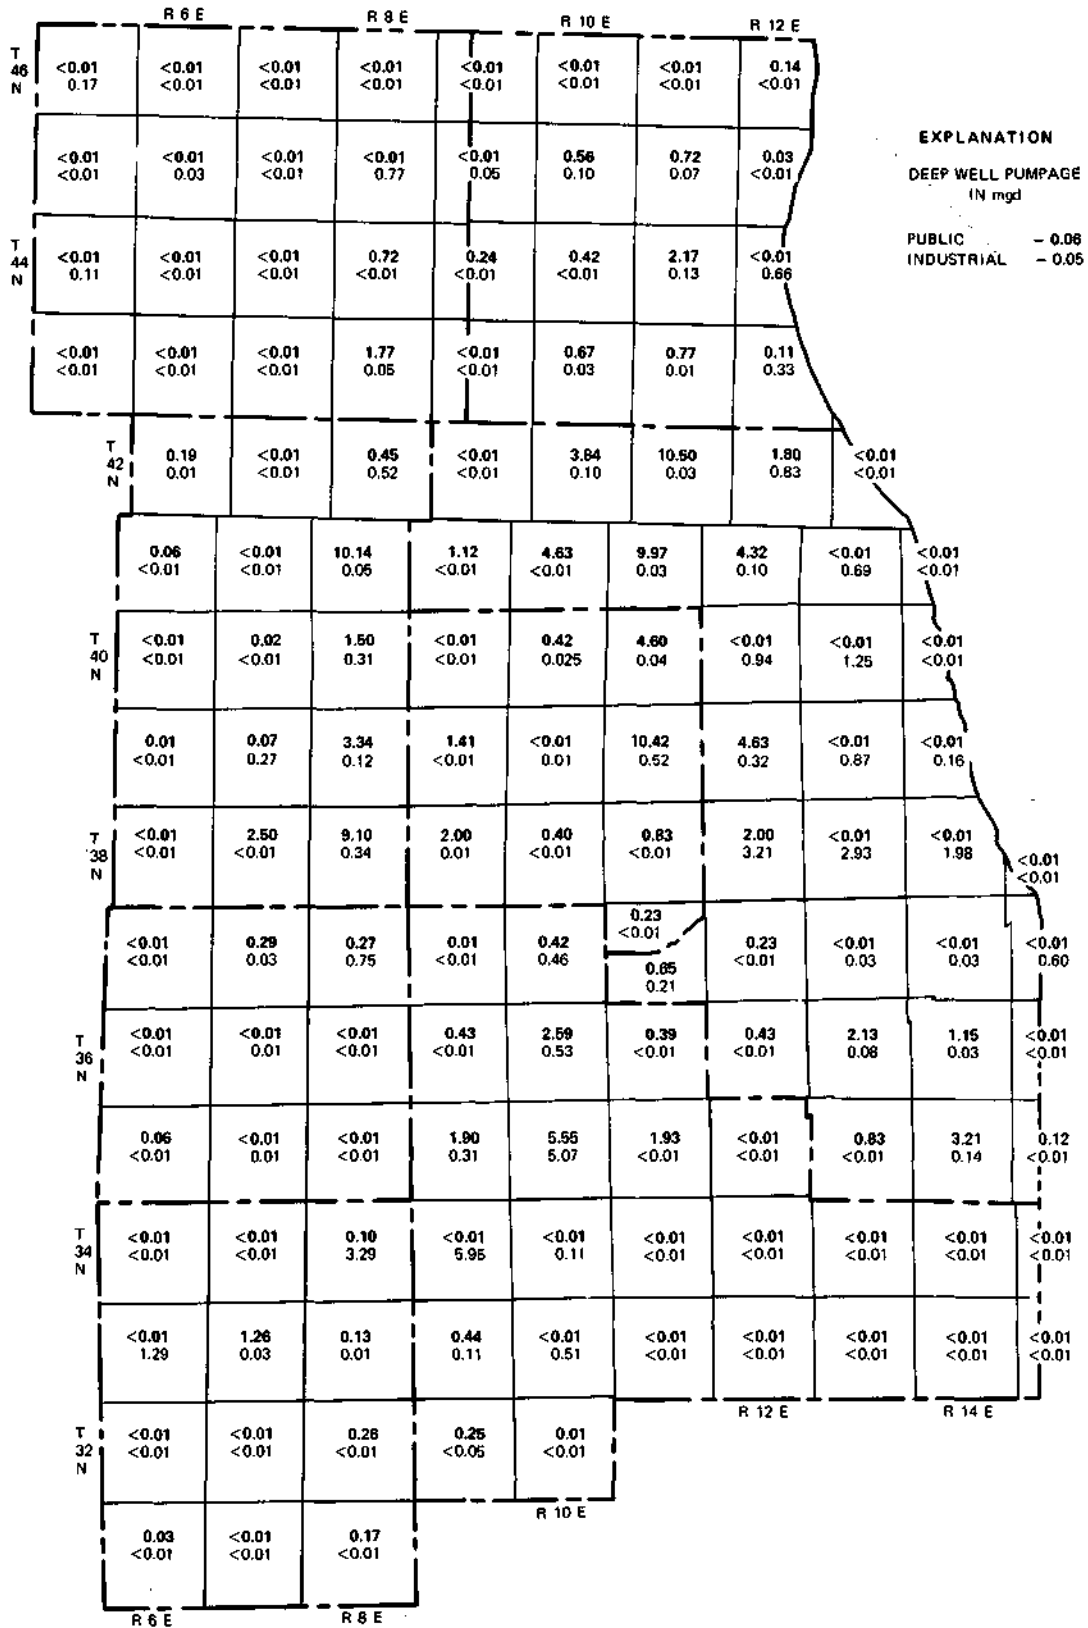 R 6 E R 8 E R 10 E R 12 E
T 46 N
<0.01 <0.01 <0.01 <0.01 <0.01 <0.01 <0.01 0.14
0.17 <0.01 <0.01 <0.01 <0.01 <0.01 <0.01 <0.01
EXPLANATION
DEEP WELL PUMPAGE
IN mgd
PUBLIC – 0.06
INDUSTRIAL – 0.05
<0.01 <0.01 <0.01 <0.01 <0.01 0.56 0.72 0.03
<0.01 0.03 <0.01 0.77 0.05 0.10 0.07 <0.01
T 44 N
<0.01 <0.01 <0.01 0.72 0.24 0.42 2.17 <0.01
0.11 <0.01 <0.01 <0.01 <0.01 <0.01 0.13 0.66
<0.01 <0.01 <0.01 1.77 <0.01 0.67 0.77 0.11
<0.01 <0.01 <0.01 0.05 <0.01 0.03 0.01 0.33
T 42 N
0.19 <0.01 0.45 <0.01 3.84 10.50 1.80 <0.01
0.01 <0.01 0.52 <0.01 0.10 0.03 0.83 <0.01
0.06 <0.01 10.14 1.12 4.63 9.97 4.32 <0.01 <0.01
<0.01 <0.01 0.05 <0.01 <0.01 0.03 0.10 0.69 <0.01
T 40 N
<0.01 0.02 1.50 <0.01 0.42 4.60 <0.01 <0.01 <0.01
<0.01 <0.01 0.31 <0.01 0.025 0.04 0.94 1.25 <0.01
0.01 0.07 3.34 1.41 <0.01 10.42 4.63 <0.01 <0.01
<0.01 0.27 0.12 <0.01 0.01 0.52 0.32 0.87 0.16
T 38 N
<0.01 2.50 9.10 2.00 0.40 0.63 2.00 <0.01 <0.01 <0.01
<0.01 <0.01 0.34 0.01 <0.01 <0.01 3.21 2.93 1.98 <0.01
0.23
<0.01
<0.01 0.29 0.27 0.01 0.42 0.65 0.23 <0.01 <0.01 <0.01
<0.01 0.03 0.75 <0.01 0.46 0.21 <0.01 0.03 0.03 0.60
T 36 N
<0.01 <0.01 <0.01 0.43 2.59 0.39 0.43 2.13 1.15 <0.01
<0.01 0.01 <0.01 <0.01 0.53 <0.01 <0.01 0.08 0.03 <0.01
0.06 <0.01 <0.01 1.90 5.55 1.93 <0.01 0.83 3.21 0.12
<0.01 0.01 <0.01 0.31 5.07 <0.01 <0.01 <0.01 0.14 <0.01
T 34 N
<0.01 <0.01 0.10 <0.01 <0.01 <0.01 <0.01 <0.01 <0.01 <0.01
<0.01 <0.01 3.29 5.95 0.11 <0.01 <0.01 <0.01 <0.01 <0.01
<0.01 1.26 0.13 0.44 <0.01 <0.01 <0.01 <0.01 <0.01 <0.01
1.29 0.03 0.01 0.11 0.51 <0.01 <0.01 <0.01 <0.01 <0.01
R 12 E R 14 E
T 32 N
<0.01 <0.01 0.26 0.25 0.01
<0.01 <0.01 <0.01 <0.05 <0.01
R 10 E
0.03 <0.01 0.17
<0.01 <0.01 <0.01
R 6 E R 8 E